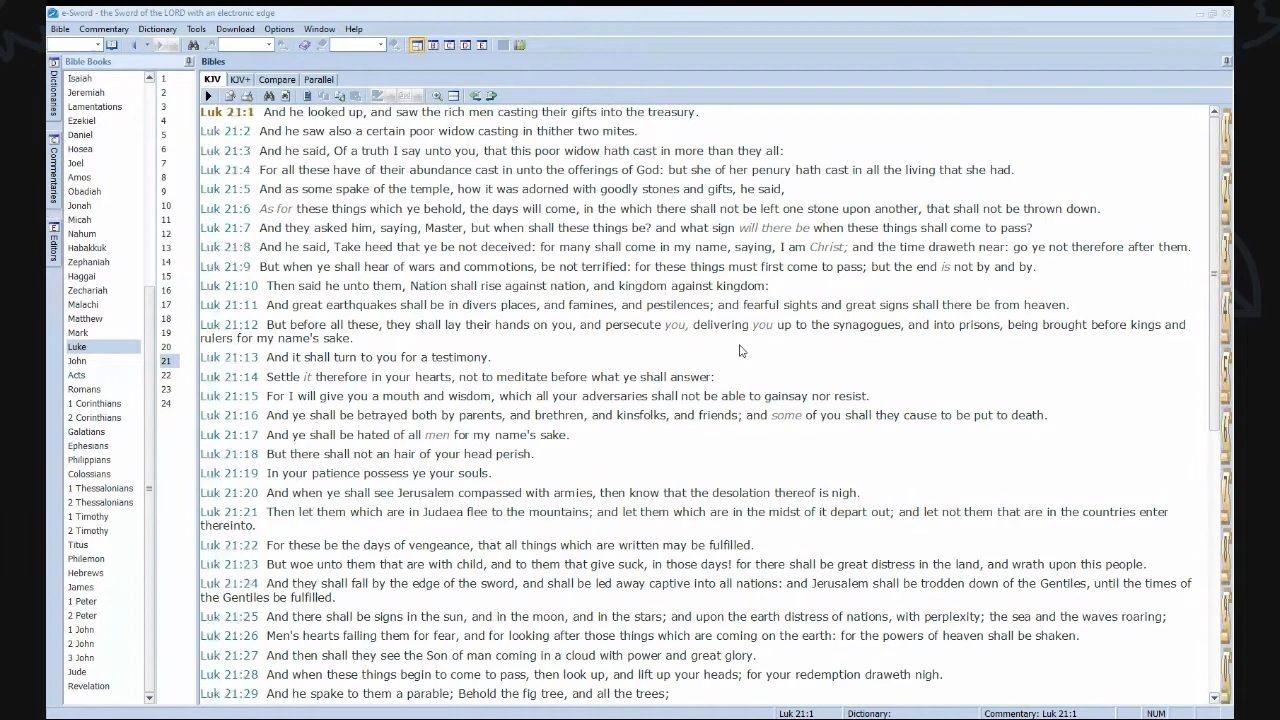 e-Sword - the Sword of the LORD with an electronic edge
Bible Commentary Dictionary Tools Download Options Window Help
B C D E
Bible Books
Bibles
D Dictionaries
C Commentaries
E Editors
Isaiah
Jeremiah
Lamentations
Ezekiel
Daniel
Hosea
Joel
Amos
Obadiah
Jonah
Micah
Nahum
Habakkuk
Zephaniah
Haggai
Zechariah
Malachi
Matthew
Mark
Luke
John
Acts
Romans
1 Corinthians
2 Corinthians
Galatians
Ephesians
Philippians
Colossians
1 Thessalonians
2 Thessalonians
1 Timothy
2 Timothy
Titus
Philemon
Hebrews
James
1 Peter
2 Peter
1 John
2 John
3 John
Jude
Revelation
1
2
3
4
5
6
7
8
9
10
11
12
13
14
15
16
17
18
19
20
21
22
23
24
KJV KJV+ Compare Parallel
Luk 21:1 And he looked up, and saw the rich men casting their gifts into the treasury.
Luk 21:2 And he saw also a certain poor widow casting in thither two mites.
Luk 21:3 And he said, Of a truth I say unto you, that this poor widow hath cast in more than they all:
Luk 21:4 For all these have of their abundance cast in unto the offerings of God: but she of her penury hath cast in all the living that she had.
Luk 21:5 And as some spake of the temple, how it was adorned with goodly stones and gifts, he said,
Luk 21:6 As for these things which ye behold, the days will come, in the which there shall not be left one stone upon another, that shall not be thrown down.
Luk 21:7 And they asked him, saying, Master, but when shall these things be? and what sign will there be when these things shall come to pass?
Luk 21:8 And he said, Take heed that ye be not deceived: for many shall come in my name, saying, I am Christ; and the time draweth near: go ye not therefore after them.
Luk 21:9 But when ye shall hear of wars and commotions, be not terrified: for these things must first come to pass; but the end is not by and by.
Luk 21:10 Then said he unto them, Nation shall rise against nation, and kingdom against kingdom:
Luk 21:11 And great earthquakes shall be in divers places, and famines, and pestilences; and fearful sights and great signs shall there be from heaven.
Luk 21:12 But before all these, they shall lay their hands on you, and persecute you, delivering you up to the synagogues, and into prisons, being brought before kings and
rulers for my name's sake.
Luk 21:13 And it shall turn to you for a testimony.
Luk 21:14 Settle it therefore in your hearts, not to meditate before what ye shall answer:
Luk 21:15 For I will give you a mouth and wisdom, which all your adversaries shall not be able to gainsay nor resist.
Luk 21:16 And ye shall be betrayed both by parents, and brethren, and kinsfolks, and friends; and some of you shall they cause to be put to death.
Luk 21:17 And ye shall be hated of all men for my name's sake.
Luk 21:18 But there shall not an hair of your head perish.
Luk 21:19 In your patience possess ye your souls.
Luk 21:20 And when ye shall see Jerusalem compassed with armies, then know that the desolation thereof is nigh.
Luk 21:21 Then let them which are in Judaea flee to the mountains; and let them which are in the midst of it depart out; and let not them that are in the countries enter
thereinto.
Luk 21:22 For these be the days of vengeance, that all things which are written may be fulfilled.
Luk 21:23 But woe unto them that are with child, and to them that give suck, in those days! for there shall be great distress in the land, and wrath upon this people.
Luk 21:24 And they shall fall by the edge of the sword, and shall be led away captive into all nations: and Jerusalem shall be trodden down of the Gentiles, until the times of
the Gentiles be fulfilled.
Luk 21:25 And there shall be signs in the sun, and in the moon, and in the stars; and upon the earth distress of nations, with perplexity; the sea and the waves roaring;
Luk 21:26 Men's hearts failing them for fear, and for looking after those things which are coming on the earth: for the powers of heaven shall be shaken.
Luk 21:27 And then shall they see the Son of man coming in a cloud with power and great glory.
Luk 21:28 And when these things begin to come to pass, then look up, and lift up your heads; for your redemption draweth nigh.
Luk 21:29 And he spake to them a parable; Behold the fig tree, and all the trees;
Luk 21:1 Dictionary: Commentary: Luk 21:1 NUM